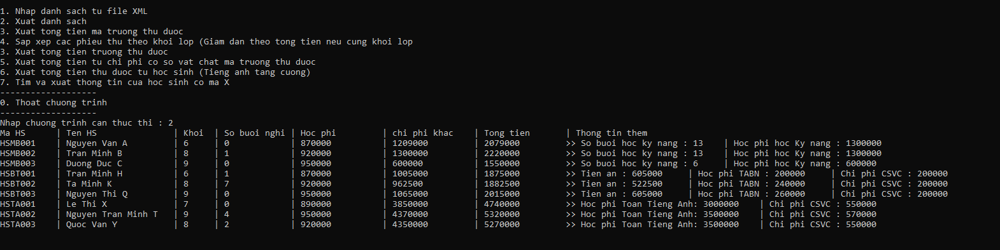 1. Nhap danh sach tu file XML
2. Xuat danh sach
3. Xuat tong tien ma truong thu duoc
4. Sap xep cac phieu thu theo khoi lop (Giam dan theo tong tien neu cung khoi lop
3. Xuat tong tien truong thu duoc
5. Xuat tong tien tu chi phi co so vat chat ma truong thu duoc
6. Xuat tong tien thu duoc tu hoc sinh (Tieng anh tang cuong)
7. Tim va xuat thong tin cua hoc sinh co ma X
-------------------
0. Thoat chuong trinh
-------------------
Nhap chuong trinh can thuc thi : 2
Ma HS | Ten HS | Khoi | So buoi nghi | Hoc phi | chi phi khac | Tong tien | Thong tin them
HSMB001 | Nguyen Van A | 6 | 0 | 870000 | 1209000 | 2079000 >> So buoi hoc ky nang : 13 | Hoc phi hoc Ky nang : 1300000
HSMB002 | Tran Minh B | 8 | 1 | 920000 | 1300000 | 2220000 >> So buoi hoc ky nang : 13 | Hoc phi hoc Ky nang : 1300000
HSMB003 | Duong Duc C | 9 | 0 | 950000 | 600000 | 1550000 >> So buoi hoc ky nang : 6 | Hoc phi hoc Ky nang : 600000
HSBT001 | Tran Minh H | 6 | 1 | 870000 | 1005000 | 1875000 >> Tien an : 605000 | Hoc phi TABN : 200000 | Chi phi CSVC : 200000
HSBT002 | Ta Minh K | 8 | 7 | 920000 | 962500 | 1882500 >> Tien an : 522500 | Hoc phi TABN : 240000 | Chi phi CSVC : 200000
HSBT003 | Nguyen Thi Q | 9 | 0 | 950000 | 1065000 | 2015000 >> Tien an : 605000 | Hoc phi TABN : 260000 | Chi phi CSVC : 200000
HSTA001 | Le Thi X | 7 | 0 | 890000 | 3850000 | 4740000 >> Hoc phi Toan Tieng Anh: 3000000 | Chi phi CSVC : 550000
HSTA002 | Nguyen Tran Minh T | 9 | 4 | 950000 | 4370000 | 5320000 >> Hoc phi Toan Tieng Anh: 3500000 | Chi phi CSVC : 570000
HSTA003 | Quoc Van Y | 8 | 2 | 920000 | 4350000 | 5270000 >> Hoc phi Toan Tieng Anh: 3500000 | Chi phi CSVC : 550000